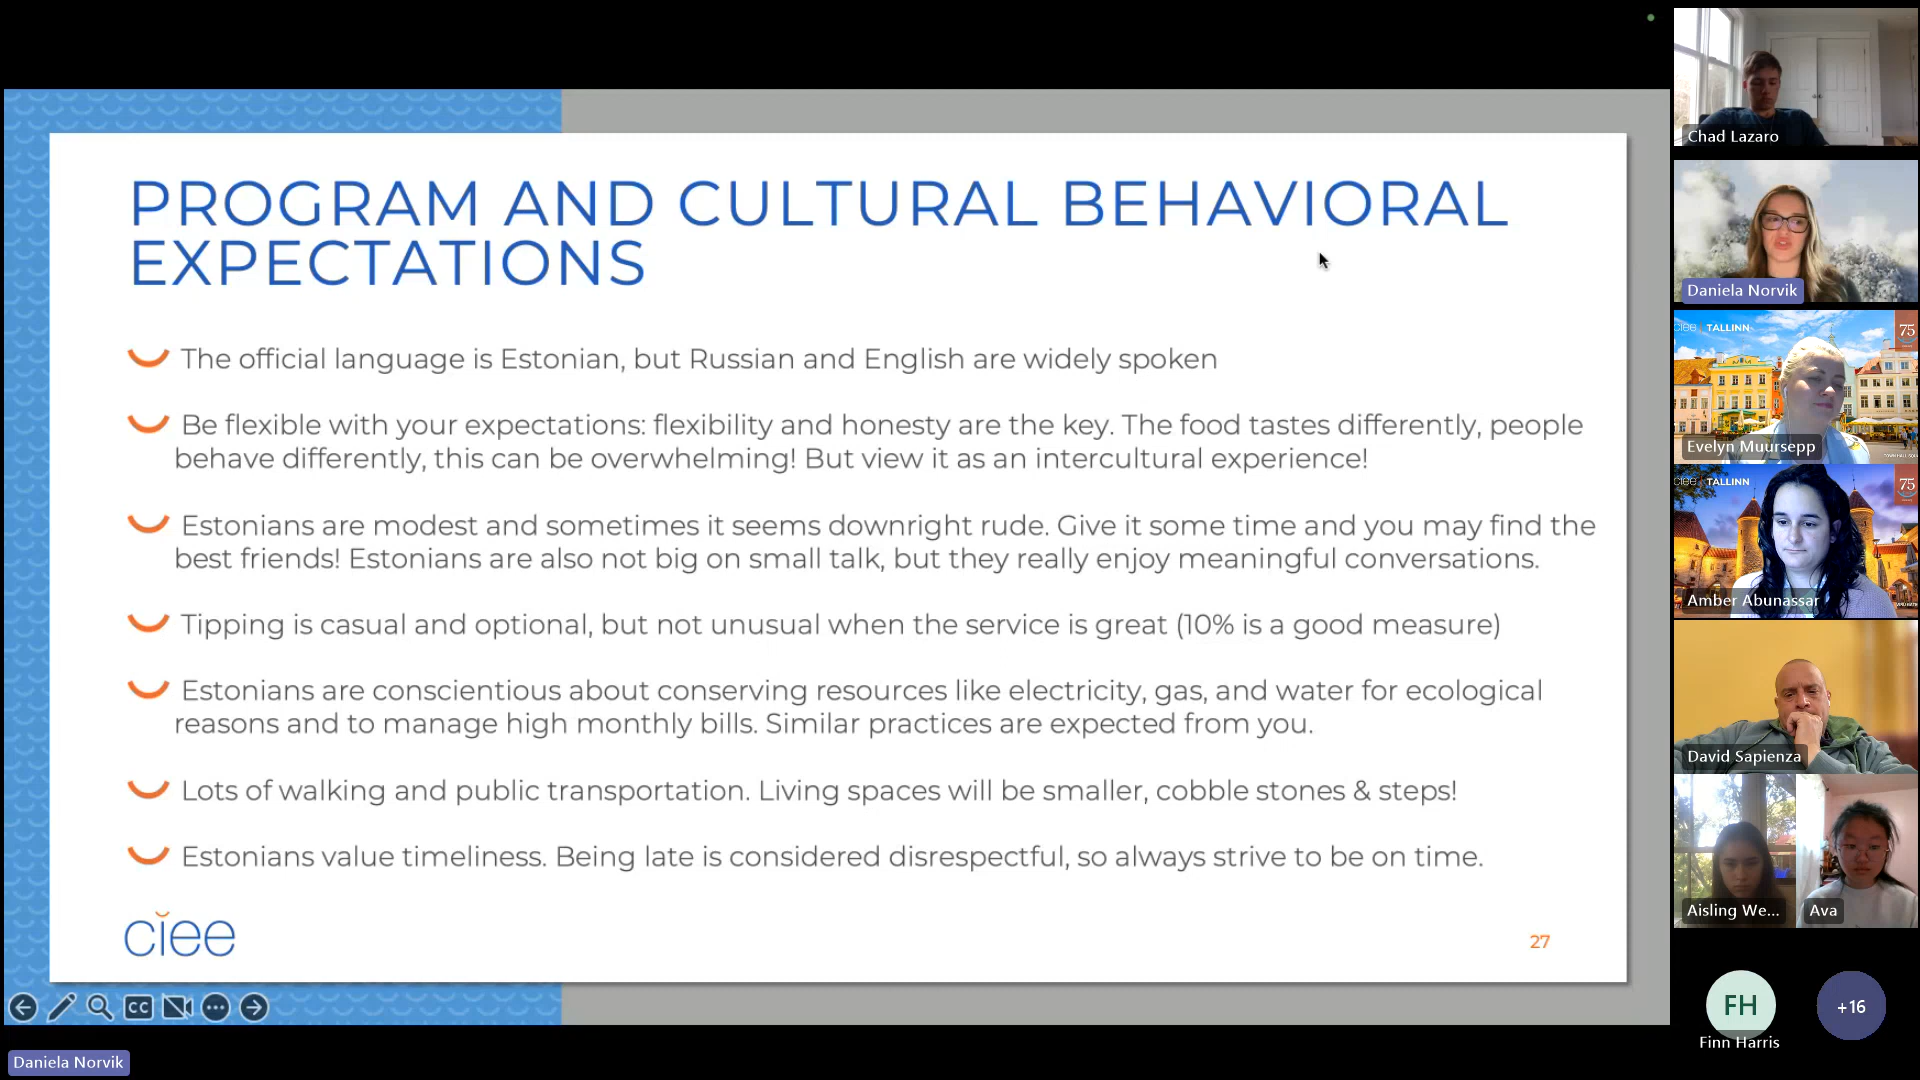 PROGRAM AND CULTURAL BEHAVIORAL
EXPECTATIONS
The official language is Estonian, but Russian and English are widely spoken
Be flexible with your expectations: flexibility and honesty are the key. The food tastes differently, people
behave differently, this can be overwhelming! But view it as an intercultural experience!
Estonians are modest and sometimes it seems downright rude. Give it some time and you may find the
best friends! Estonians are also not big on small talk, but they really enjoy meaningful conversations.
Tipping is casual and optional, but not unusual when the service is great (10% is a good measure)
Estonians are conscientious about conserving resources like electricity, gas, and water for ecological
reasons and to manage high monthly bills. Similar practices are expected from you.
Lots of walking and public transportation. Living spaces will be smaller, cobble stones & steps!
Estonians value timeliness. Being late is considered disrespectful, so always strive to be on time.
ciee
27
CC
Daniela Norvik
Chad Lazaro
Daniela Norvik
ciee TALLINN
75
Evelyn Muursepp
ciee TALLINN
75
Amber Abunassar
David Sapienza
Aisling We...
Ava
FH
Finn Harris
+16